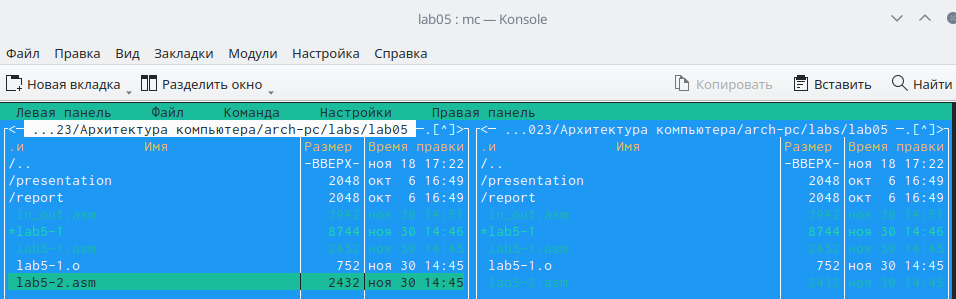 lab05 : mc — Konsole
Файл Правка Вид Закладки Модули Настройка Справка
Новая вкладка Разделить окно Копировать Вставить Найти
Левая панель Файл Команда Настройки Правая панель
<— ...23/Архитектура компьютера/arch-pc/labs/lab05 —.[^]> <— ...023/Архитектура компьютера/arch-pc/labs/lab05 —.[^]>
.и Имя Размер Время правки .и Имя Размер Время правки
/.. -ВВЕРХ- ноя 18 17:22 /.. -ВВЕРХ- ноя 18 17:22
/presentation 2048 окт 6 16:49 /presentation 2048 окт 6 16:49
/report 2048 окт 6 16:49 /report 2048 окт 6 16:49
in_out.asm 3942 ноя 30 14:51 in_out.asm 3942 ноя 30 14:51
*lab5-1 8744 ноя 30 14:46 *lab5-1 8744 ноя 30 14:46
lab5-1.asm 2432 ноя 30 14:45 lab5-1.asm 2432 ноя 30 14:45
lab5-1.o 752 ноя 30 14:45 lab5-1.o 752 ноя 30 14:45
lab5-2.asm 2432 ноя 30 14:45 lab5-2.asm 2432 ноя 30 14:45